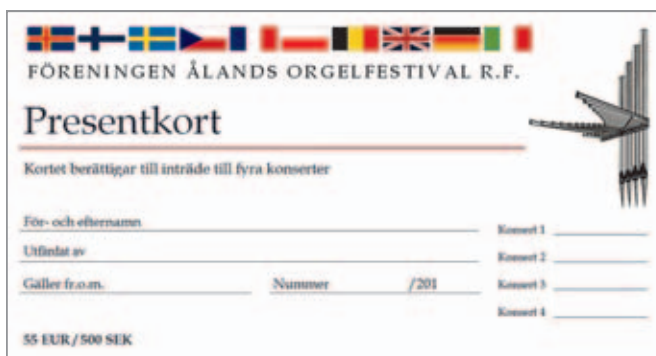 FÖRENINGEN ÅLANDS ORGELFESTIVAL R.F.
Presentkort
Kortet berättigar till inträde till fyra konserter
För- och efternamn
Utfärdat av
Gäller fr.o.m. Nummer /201
Konsert 1
Konsert 2
Konsert 3
Konsert 4
55 EUR / 500 SEK